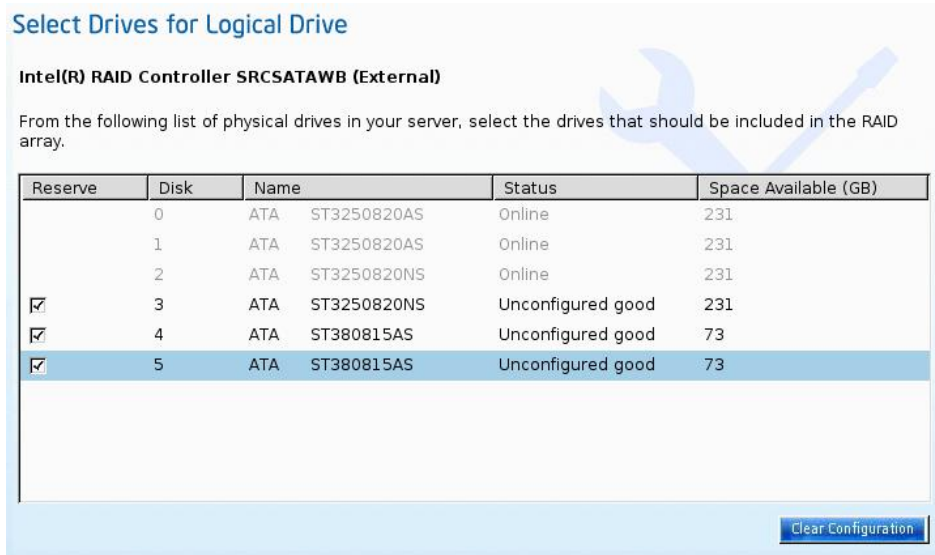 Select Drives for Logical Drive
Intel(R) RAID Controller SRCSATAWB (External)
From the following list of physical drives in your server, select the drives that should be included in the RAID
array.
Reserve Disk Name Status Space Available (GB)
0 ATA ST3250820AS Online 231
1 ATA ST3250820AS Online 231
2 ATA ST3250820NS Online 231
3 ATA ST3250820NS Unconfigured good 231
4 ATA ST380815AS Unconfigured good 73
5 ATA ST380815AS Unconfigured good 73
Clear Configuration